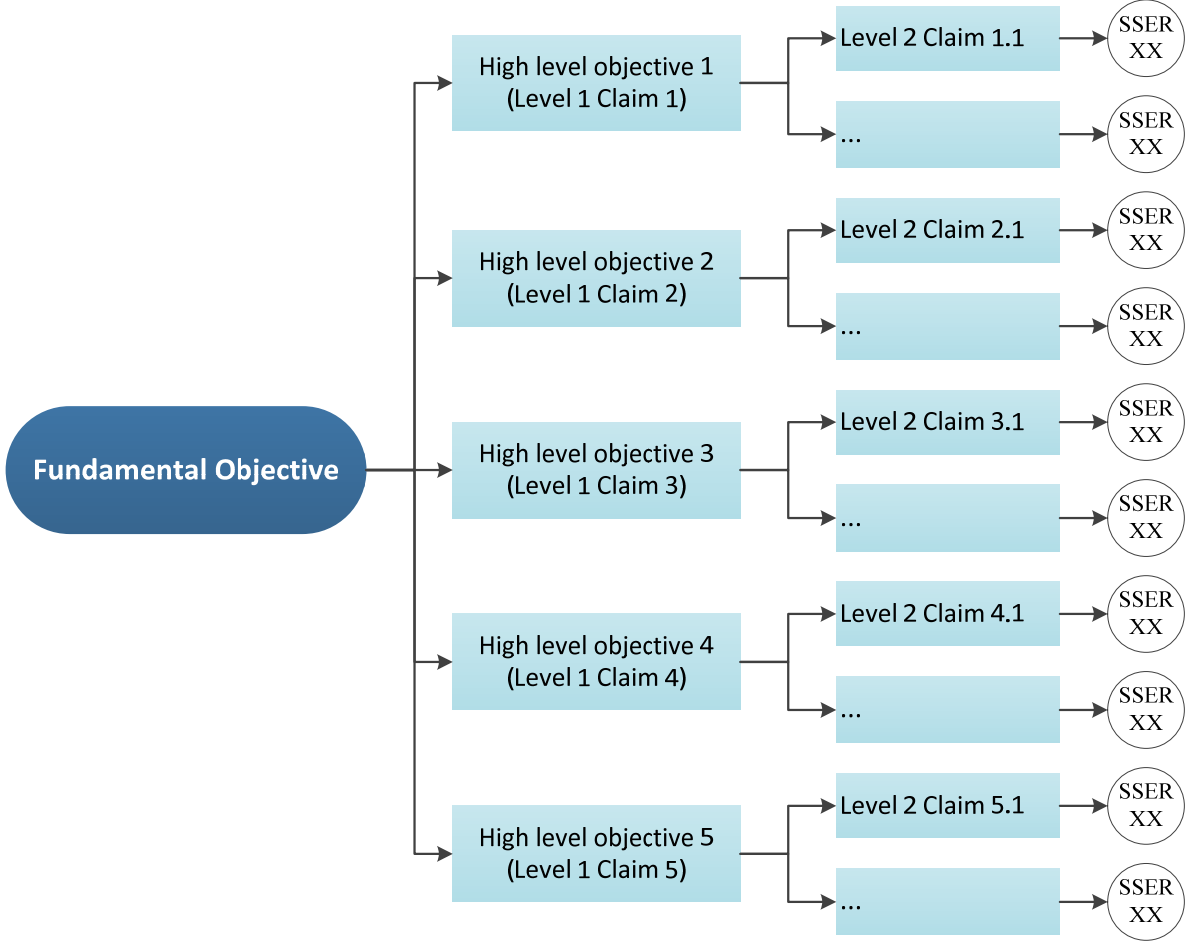 Fundamental Objective
High level objective 1
(Level 1 Claim 1)
Level 2 Claim 1.1
SSER
XX
...
SSER
XX
High level objective 2
(Level 1 Claim 2)
Level 2 Claim 2.1
SSER
XX
...
SSER
XX
High level objective 3
(Level 1 Claim 3)
Level 2 Claim 3.1
SSER
XX
...
SSER
XX
High level objective 4
(Level 1 Claim 4)
Level 2 Claim 4.1
SSER
XX
...
SSER
XX
High level objective 5
(Level 1 Claim 5)
Level 2 Claim 5.1
SSER
XX
...
SSER
XX